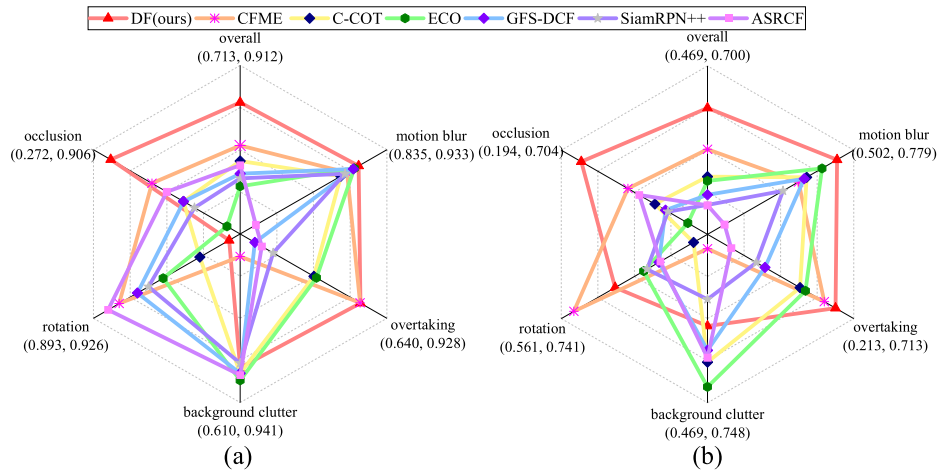 DF(ours) CFME C-COT ECO GFS-DCF SiamRPN++ ASRCF
overall
(0.713, 0.912)
motion blur
(0.835, 0.933)
overtaking
(0.640, 0.928)
background clutter
(0.610, 0.941)
rotation
(0.893, 0.926)
occlusion
(0.272, 0.906)
(a)
overall
(0.469, 0.700)
motion blur
(0.502, 0.779)
overtaking
(0.213, 0.713)
background clutter
(0.469, 0.748)
rotation
(0.561, 0.741)
occlusion
(0.194, 0.704)
(b)